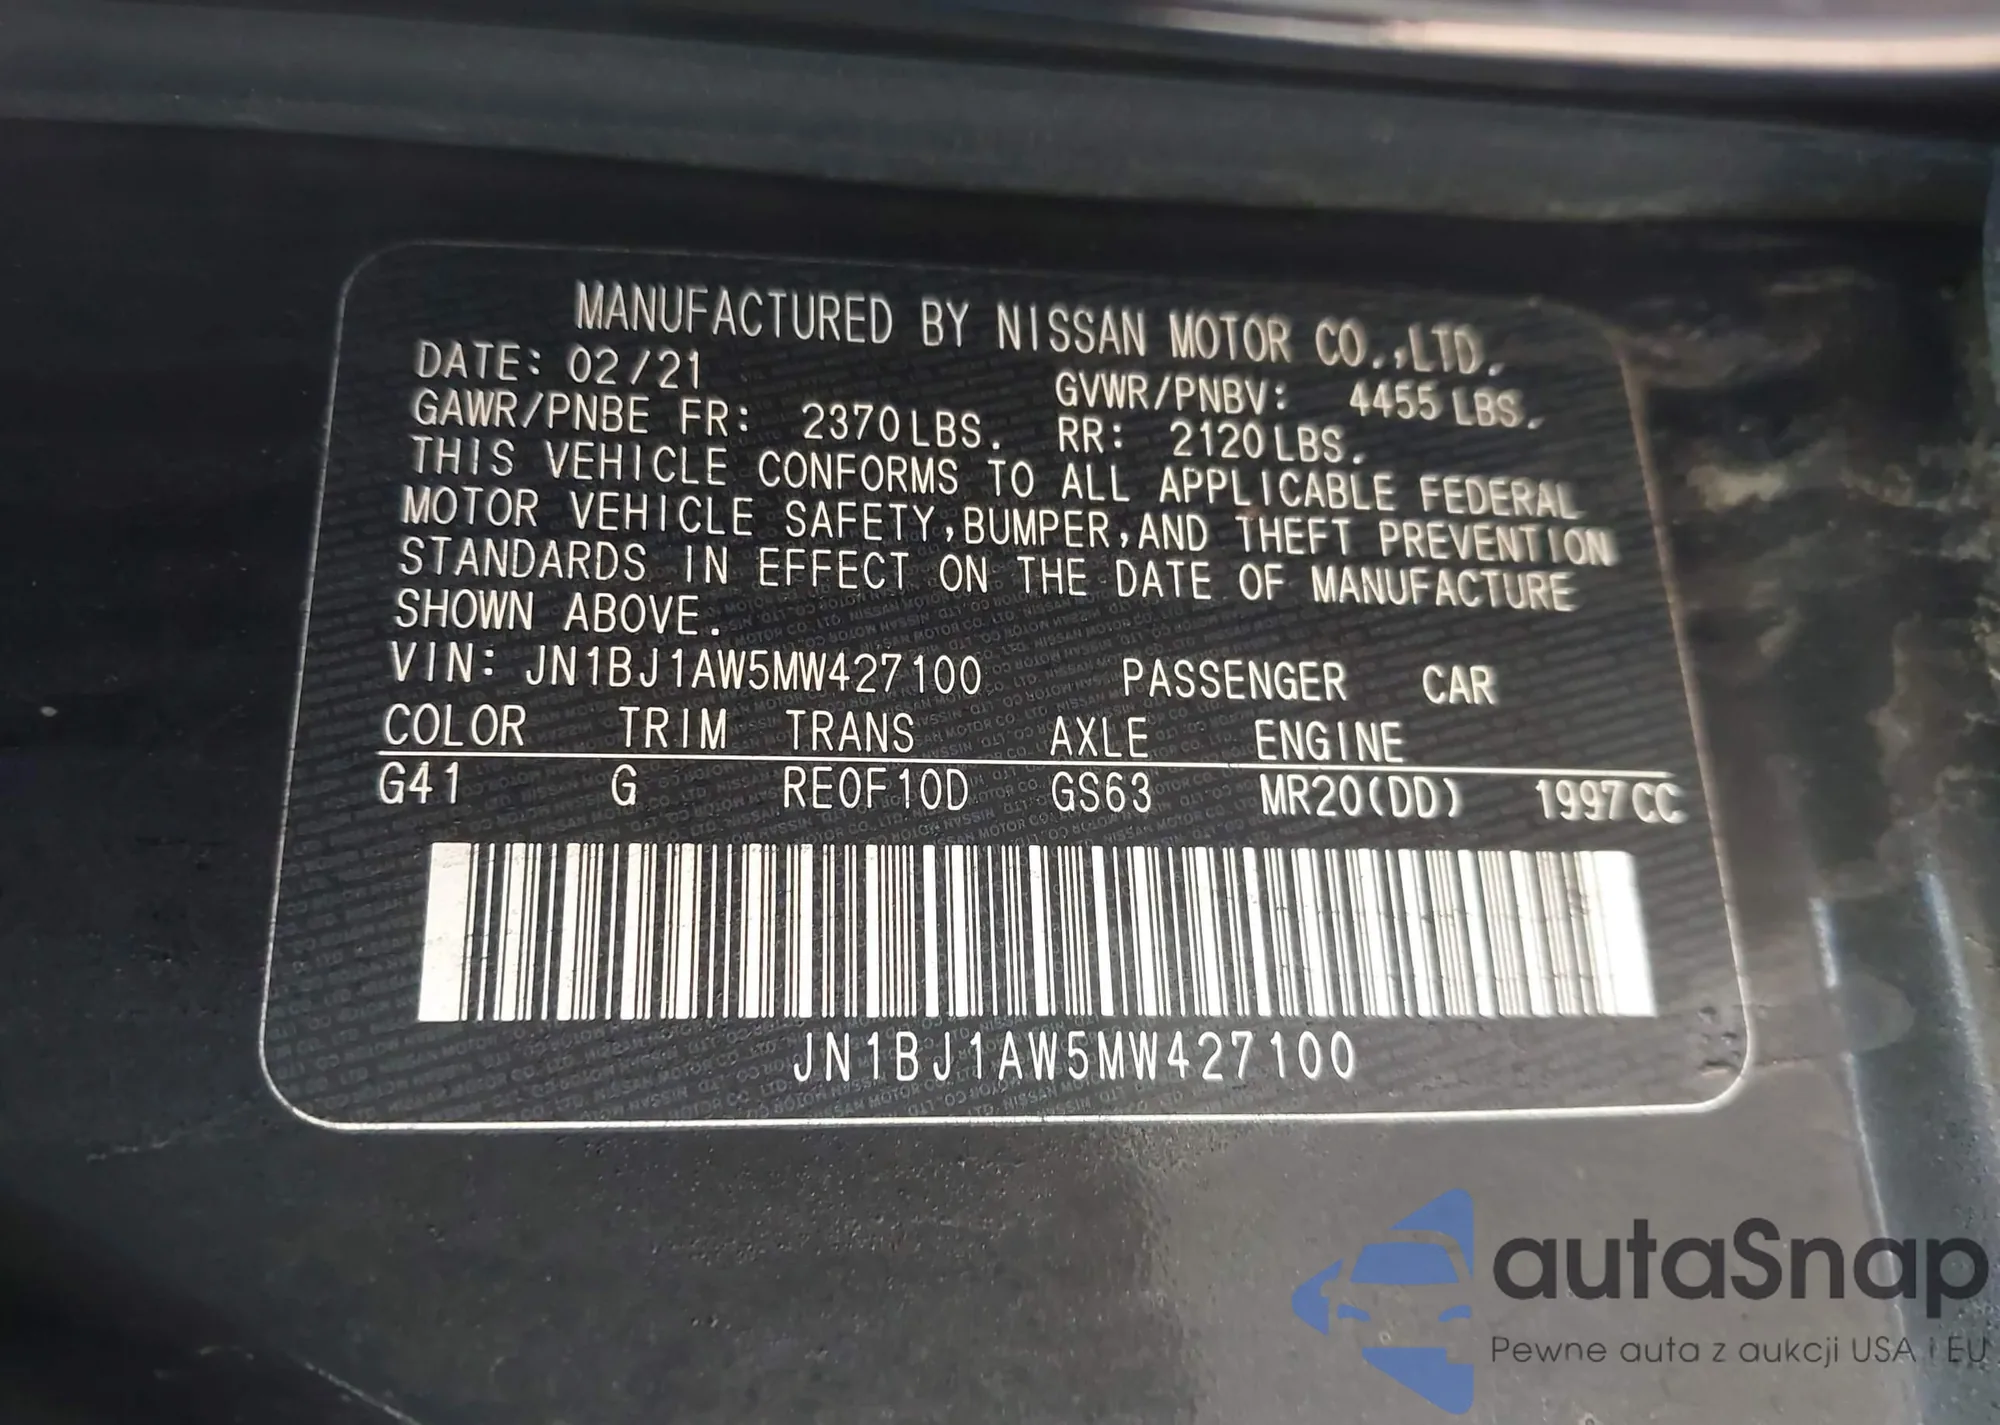 MANUFACTURED BY NISSAN MOTOR CO.,LTD.
DATE: 02/21 GVWR/PNBV: 4455 LBS.
GAWR/PNBE FR: 2370LBS. RR: 2120LBS.
THIS VEHICLE CONFORMS TO ALL APPLICABLE FEDERAL
MOTOR VEHICLE SAFETY,BUMPER,AND THEFT PREVENTION
STANDARDS IN EFFECT ON THE DATE OF MANUFACTURE
SHOWN ABOVE.
VIN: JN1BJ1AW5MW427100 PASSENGER CAR
COLOR TRIM TRANS AXLE ENGINE
G41 G RE0F10D GS63 MR20(DD) 1997CC
JN1BJ1AW5MW427100
autaSnap
Pewne auta z aukcji USA i EU